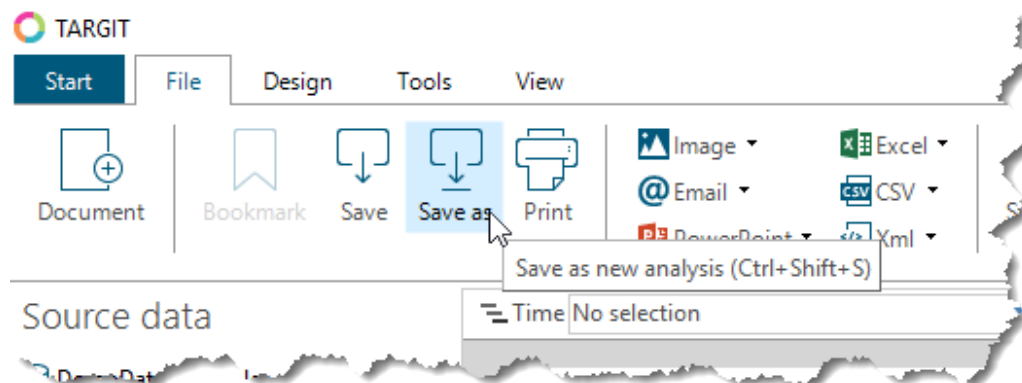 TARGIT
Start File Design Tools View
Image Excel
Email CSV
Document Bookmark Save Save as Print
PowerPoint Xml
Save as new analysis (Ctrl+Shift+S)
Source data
Time No selection